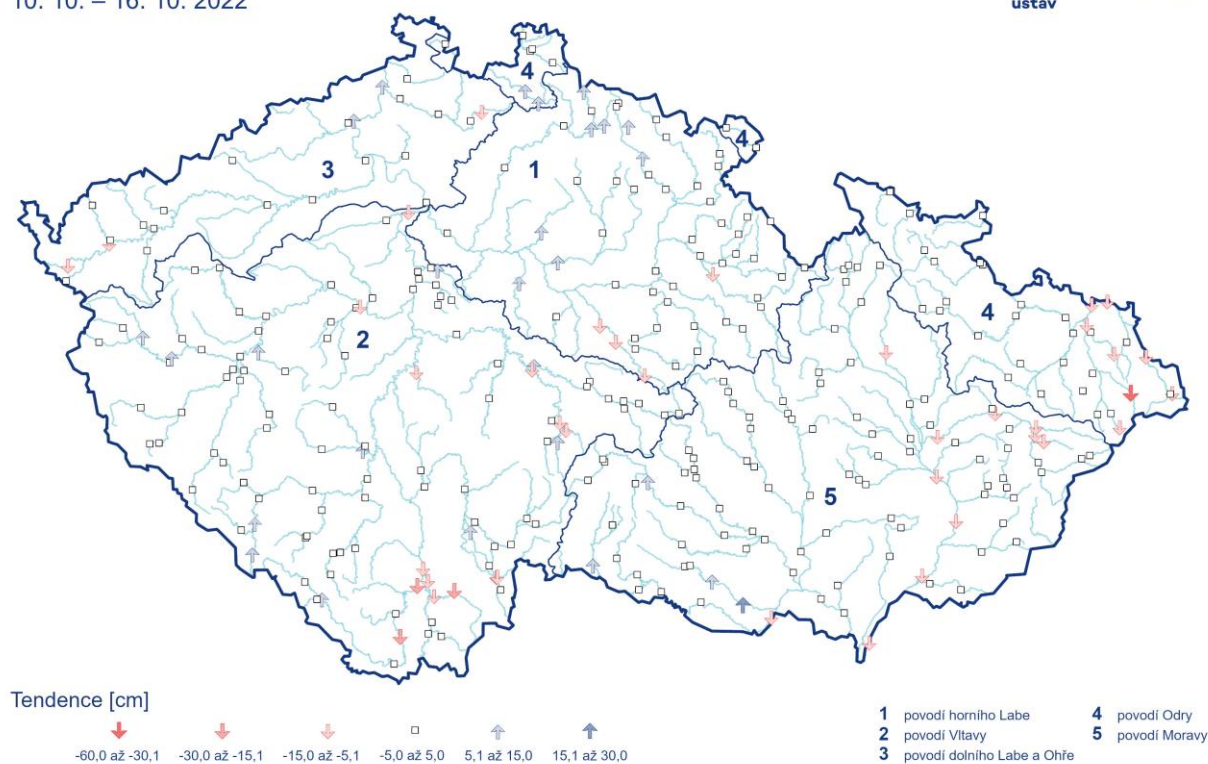 10. 10. – 16. 10. 2022
ústav
4
4
3
1
2
4
5
Tendence [cm]
-60,0 až -30,1 -30,0 až -15,1 -15,0 až -5,1 -5,0 až 5,0 5,1 až 15,0 15,1 až 30,0
1 povodí horního Labe 4 povodí Odry
2 povodí Vltavy 5 povodí Moravy
3 povodí dolního Labe a Ohře